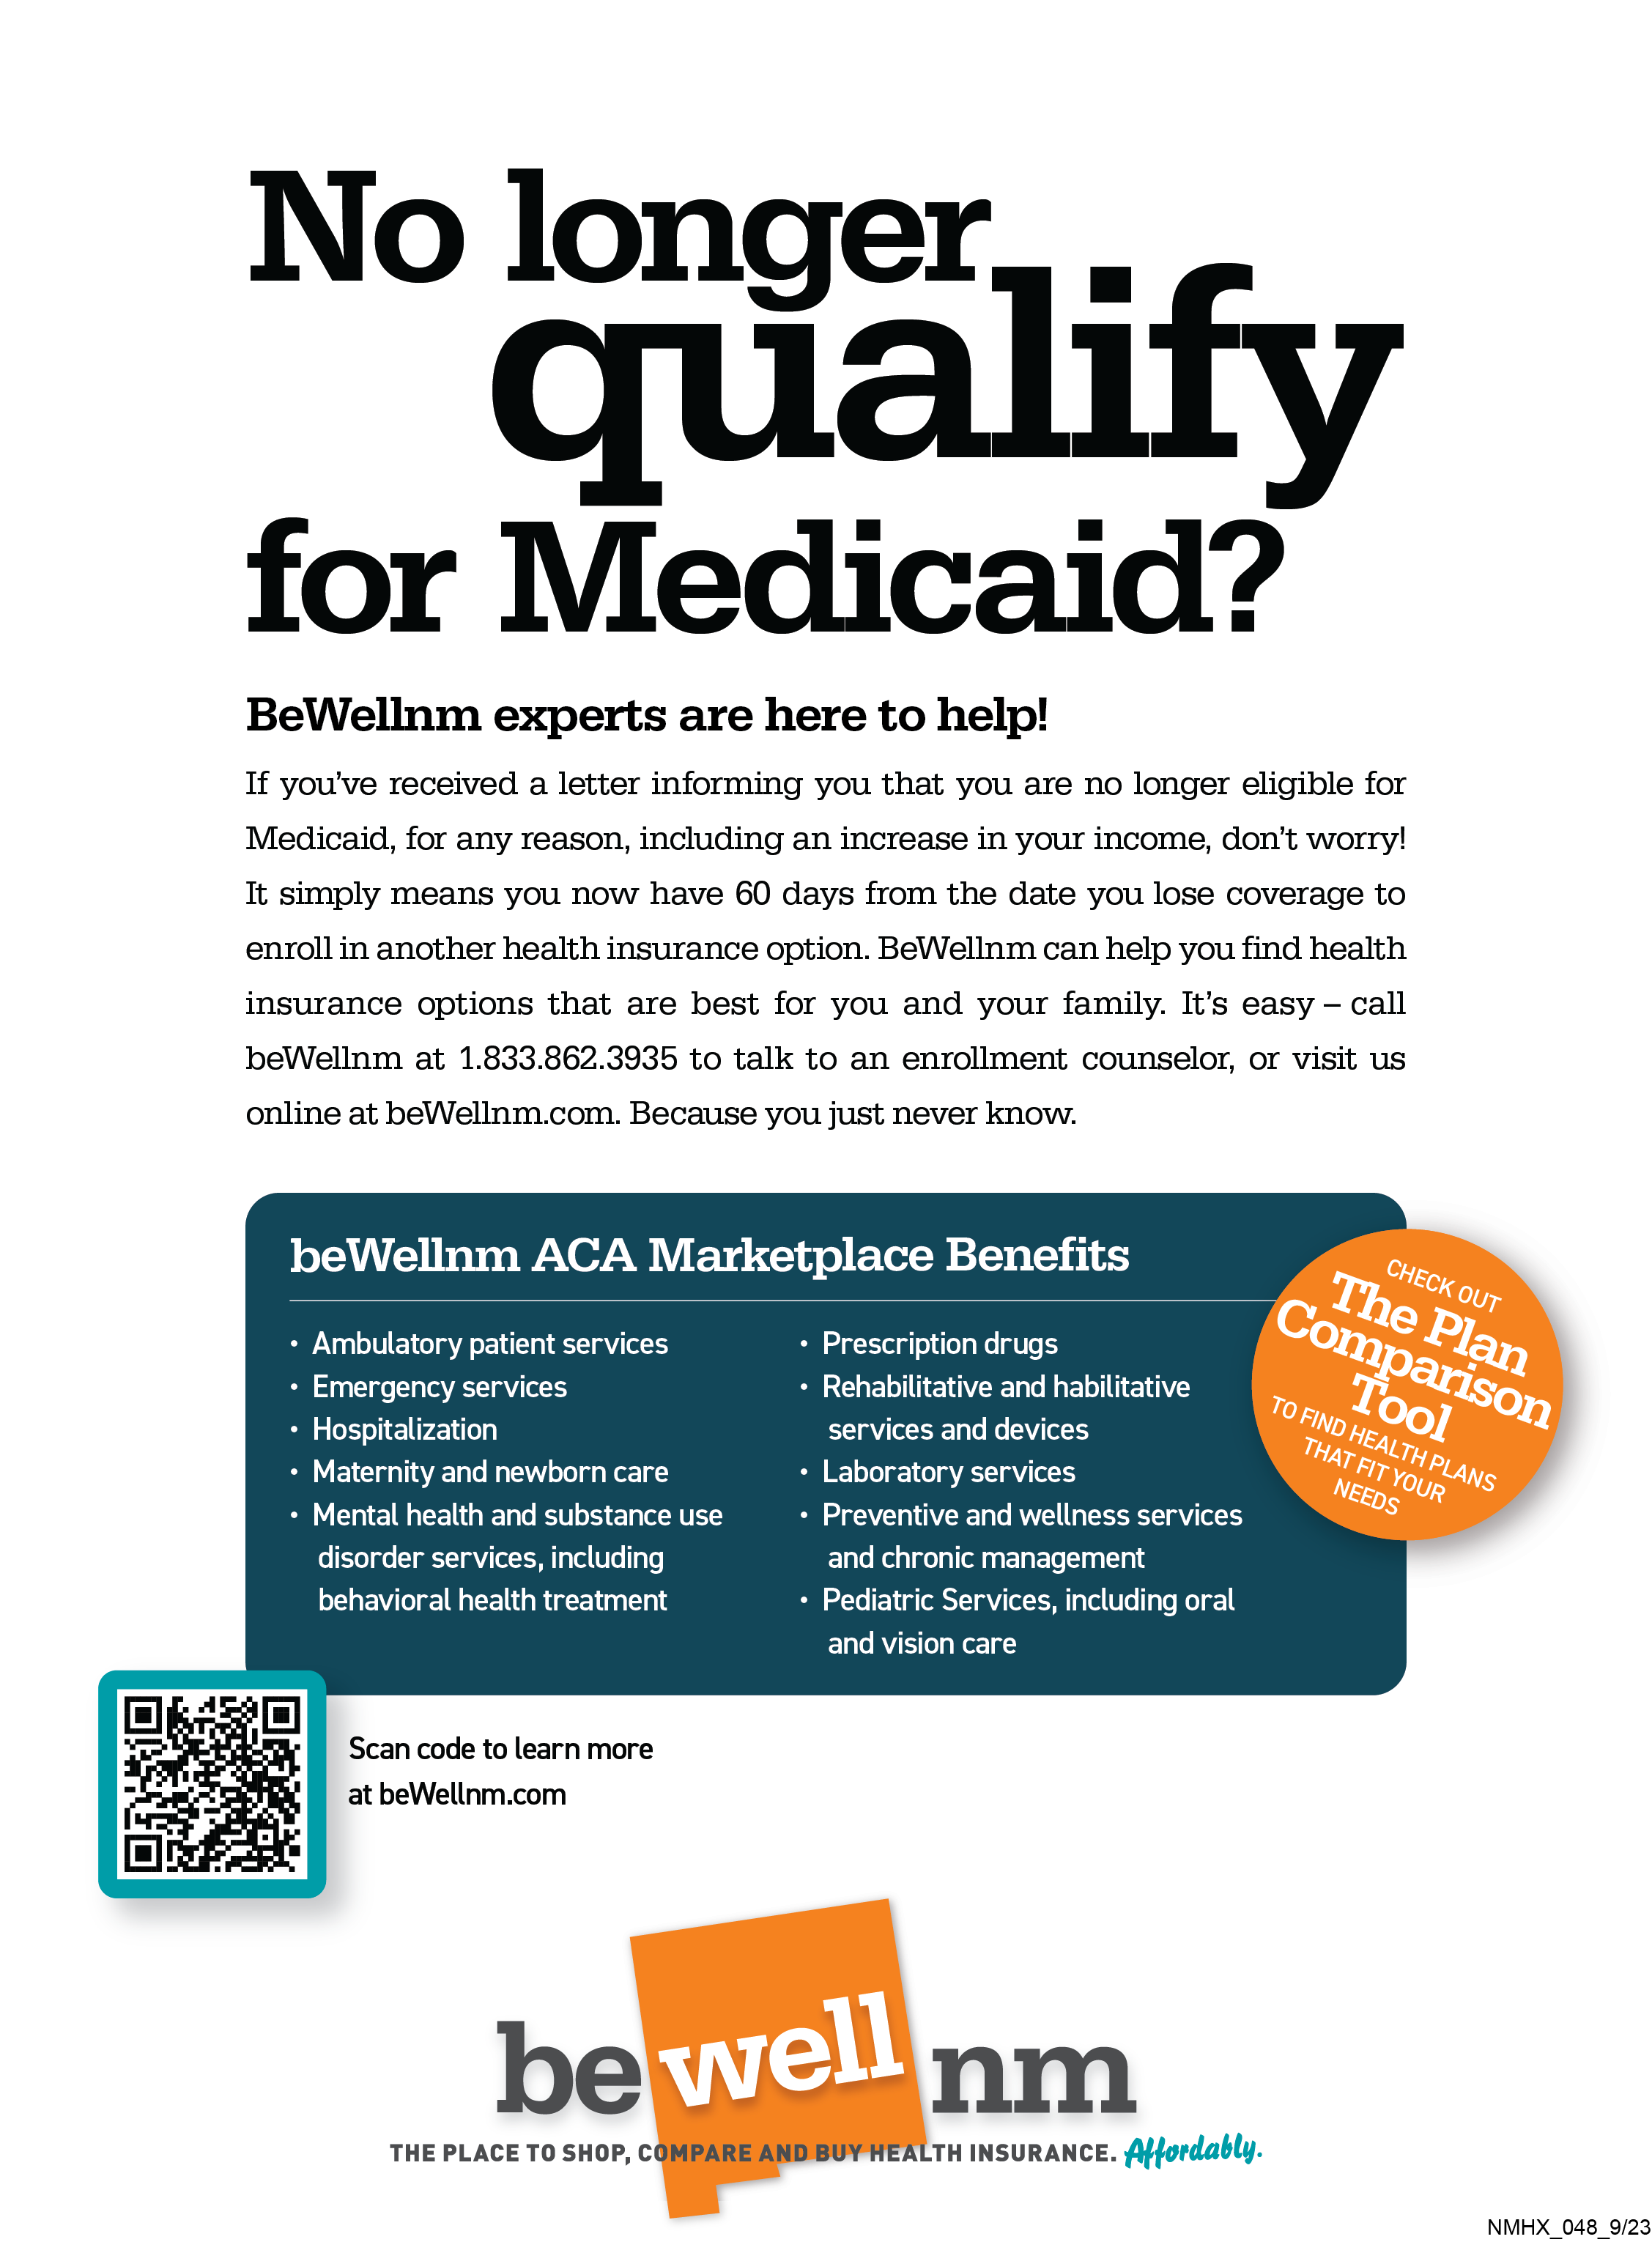 No longer
qualify
for Medicaid?
BeWellnm experts are here to help!
If you’ve received a letter informing you that you are no longer eligible for
Medicaid, for any reason, including an increase in your income, don’t worry!
It simply means you now have 60 days from the date you lose coverage to
enroll in another health insurance option. BeWellnm can help you find health
insurance options that are best for you and your family. It’s easy – call
beWellnm at 1.833.862.3935 to talk to an enrollment counselor, or visit us
online at beWellnm.com. Because you just never know.
beWellnm ACA Marketplace Benefits
• Ambulatory patient services
• Emergency services
• Hospitalization
• Maternity and newborn care
• Mental health and substance use
disorder services, including
behavioral health treatment
• Prescription drugs
• Rehabilitative and habilitative
services and devices
• Laboratory services
• Preventive and wellness services
and chronic management
• Pediatric Services, including oral
and vision care
CHECK OUT
The Plan
Comparison
Tool
TO FIND HEALTH PLANS
THAT FIT YOUR
NEEDS
Scan code to learn more
at beWellnm.com
be well nm
THE PLACE TO SHOP, COMPARE AND BUY HEALTH INSURANCE. Affordably.
NMHX_048_9/23